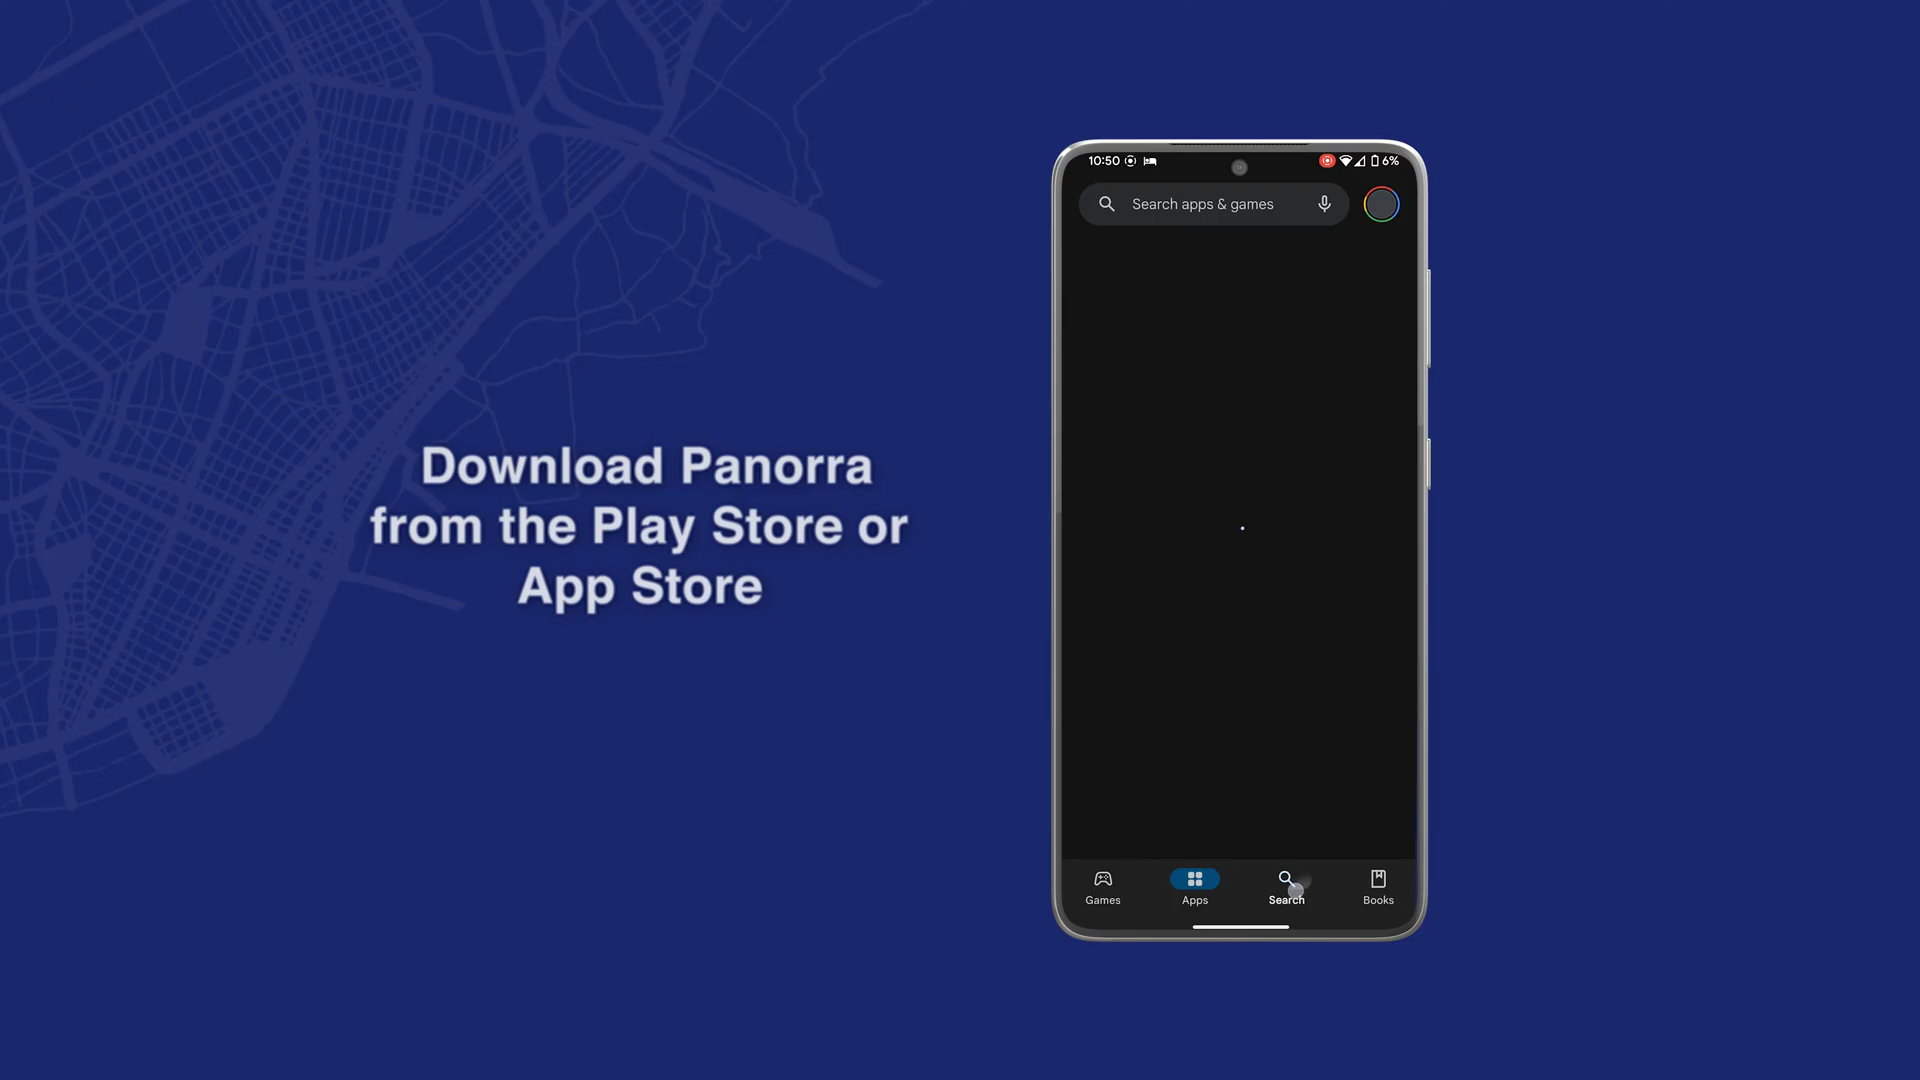 Download Panorra
from the Play Store or
App Store
10:50
6%
Search apps & games
Games
Apps
Search
Books